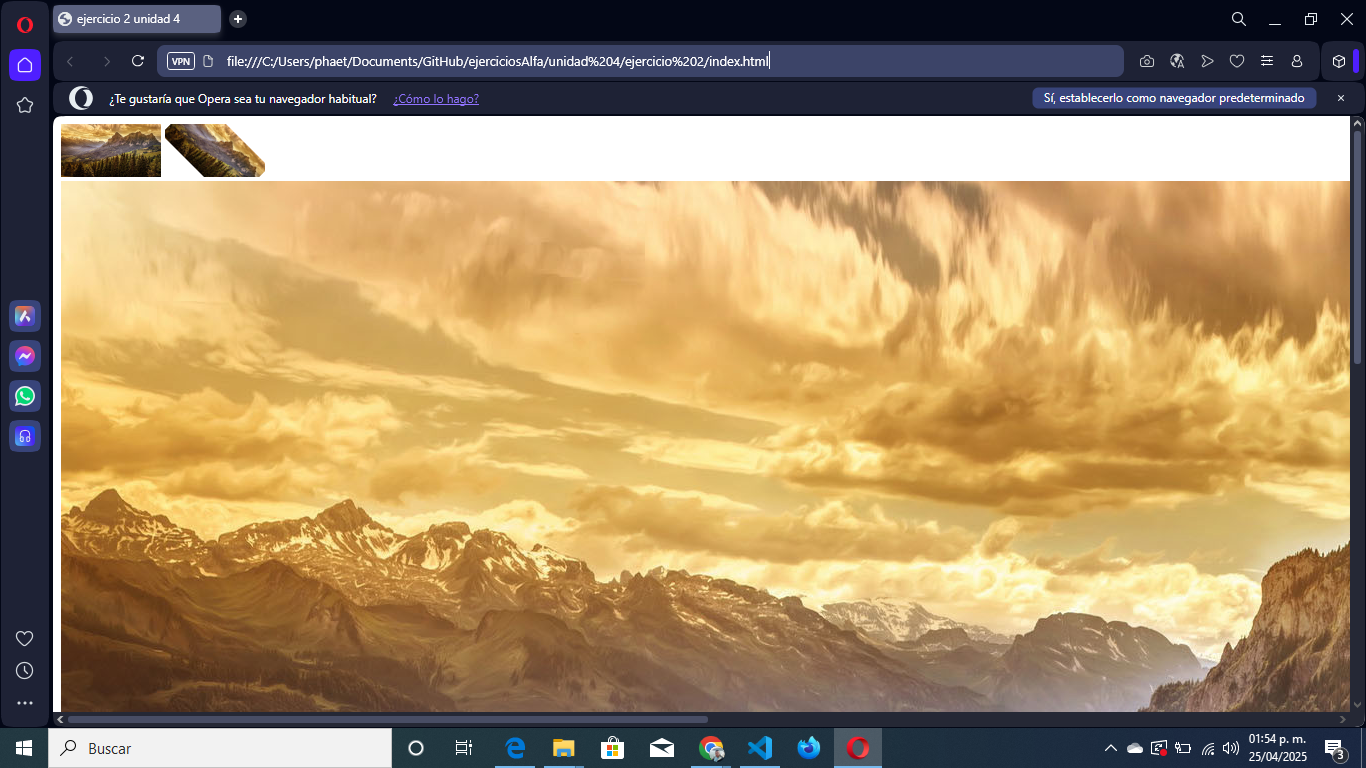 ejercicio 2 unidad 4
VPN
file:///C:/Users/phaet/Documents/GitHub/ejerciciosAlfa/unidad%204/ejercicio%202/index.html
¿Te gustaría que Opera sea tu navegador habitual? ¿Cómo lo hago? Sí, establecerlo como navegador predeterminado
Buscar
01:54 p. m.
25/04/2025
3